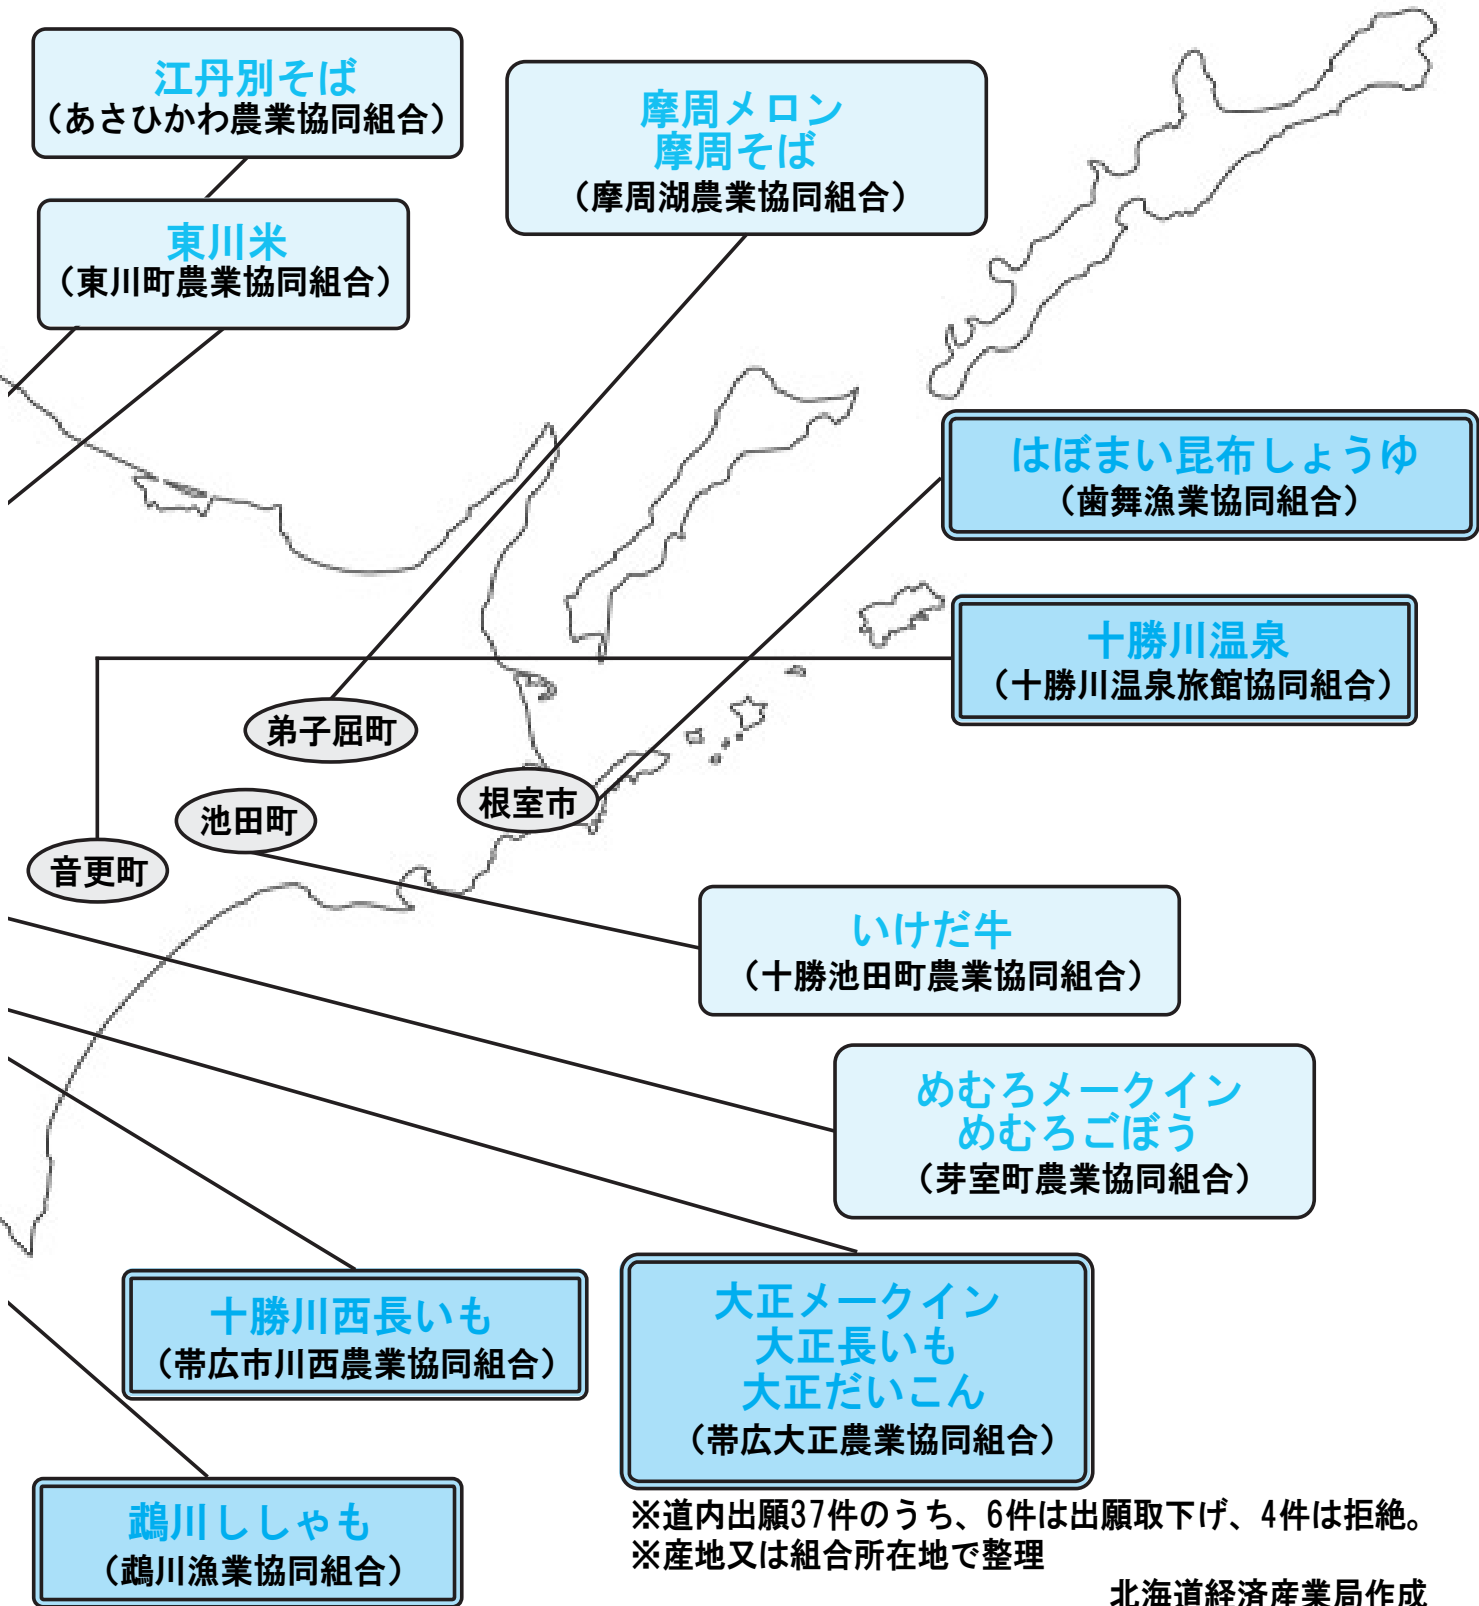 江丹別そば
（あさひかわ農業協同組合）
摩周メロン
摩周そば
（摩周湖農業協同組合）
東川米
（東川町農業協同組合）
はぼまい昆布しょうゆ
（歯舞漁業協同組合）
十勝川温泉
（十勝川温泉旅館協同組合）
弟子屈町
根室市
池田町
音更町
いけだ牛
（十勝池田町農業協同組合）
めむろメークイン
めむろごぼう
（芽室町農業協同組合）
十勝川西長いも
（帯広市川西農業協同組合）
大正メークイン
大正長いも
大正だいこん
（帯広大正農業協同組合）
鵡川ししゃも
（鵡川漁業協同組合）
※道内出願37件のうち、6件は出願取下げ、4件は拒絶。
※産地又は組合所在地で整理
北海道経済産業局作成